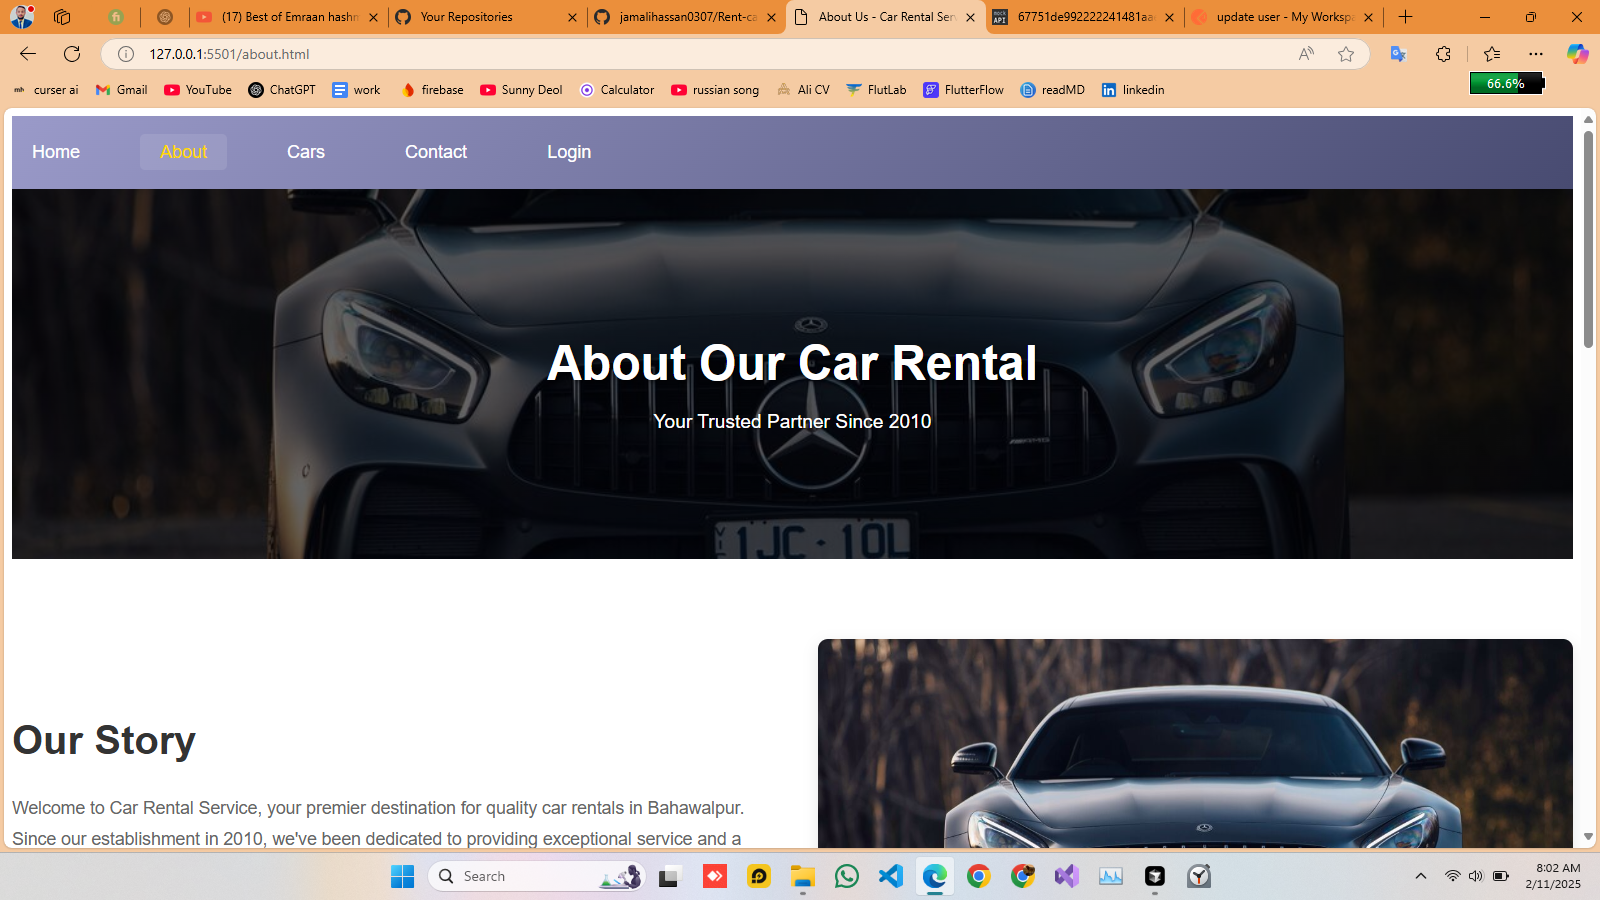 (17) Best of Emraan hashm
Your Repositories
jamalihassan0307/Rent-ca
About Us - Car Rental Ser
mock
API
67751de992222241481aa
update user - My Workspa
127.0.0.1:5501/about.html
curser ai
Gmail
YouTube
ChatGPT
work
firebase
Sunny Deol
Calculator
russian song
Ali CV
FlutLab
FlutterFlow
readMD
linkedin
66.6%
Home
About
Cars
Contact
Login
About Our Car Rental
Your Trusted Partner Since 2010
1JC·10L
Our Story
Welcome to Car Rental Service, your premier destination for quality car rentals in Bahawalpur.
Since our establishment in 2010, we've been dedicated to providing exceptional service and a
Search
8:02 AM
2/11/2025